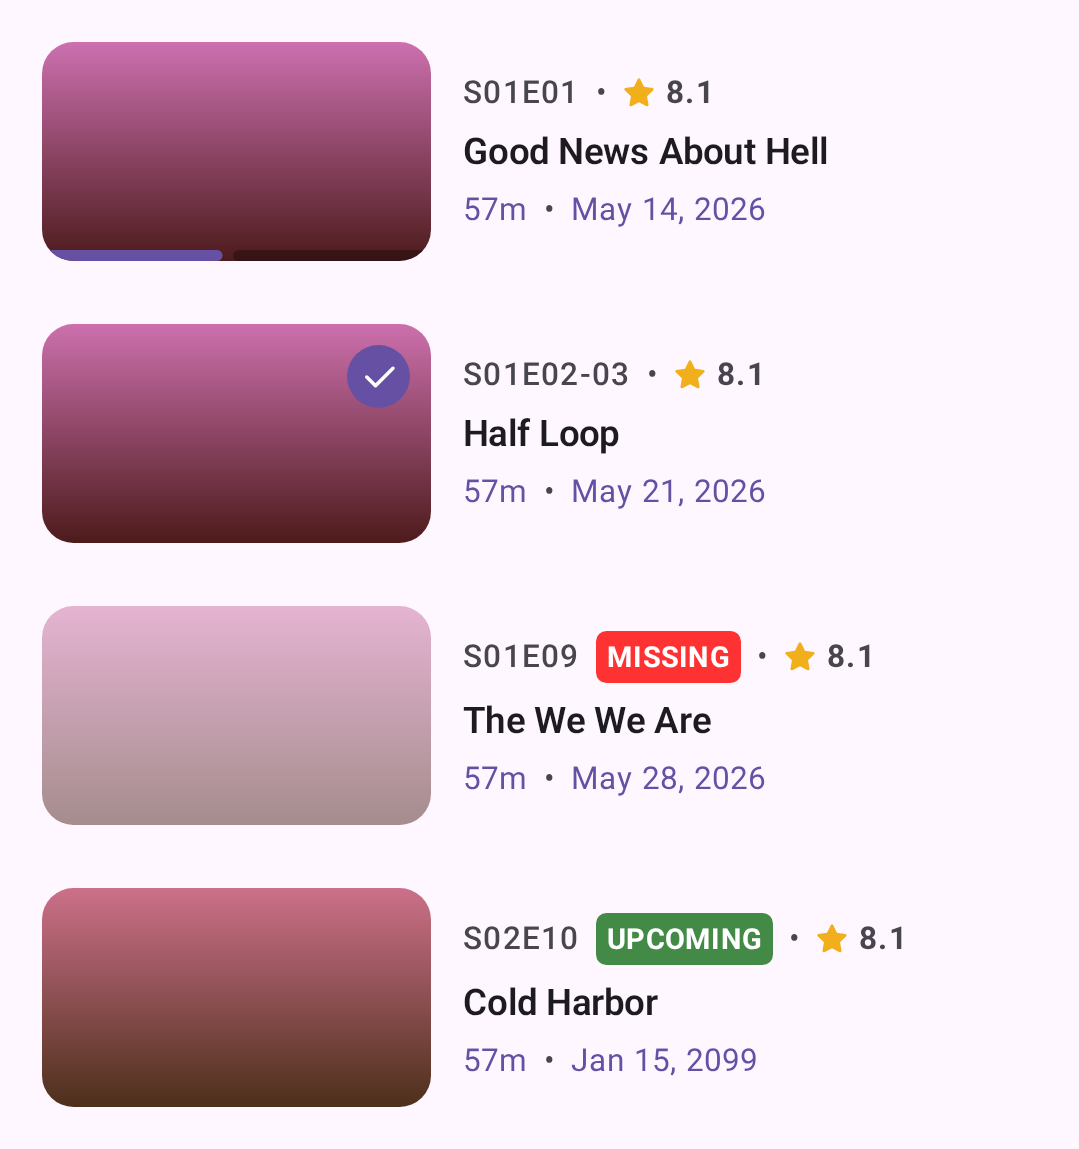 S01E01 • 8.1
Good News About Hell
57m • May 14, 2026
S01E02-03 • 8.1
Half Loop
57m • May 21, 2026
S01E09 MISSING • 8.1
The We We Are
57m • May 28, 2026
S02E10 UPCOMING • 8.1
Cold Harbor
57m • Jan 15, 2099